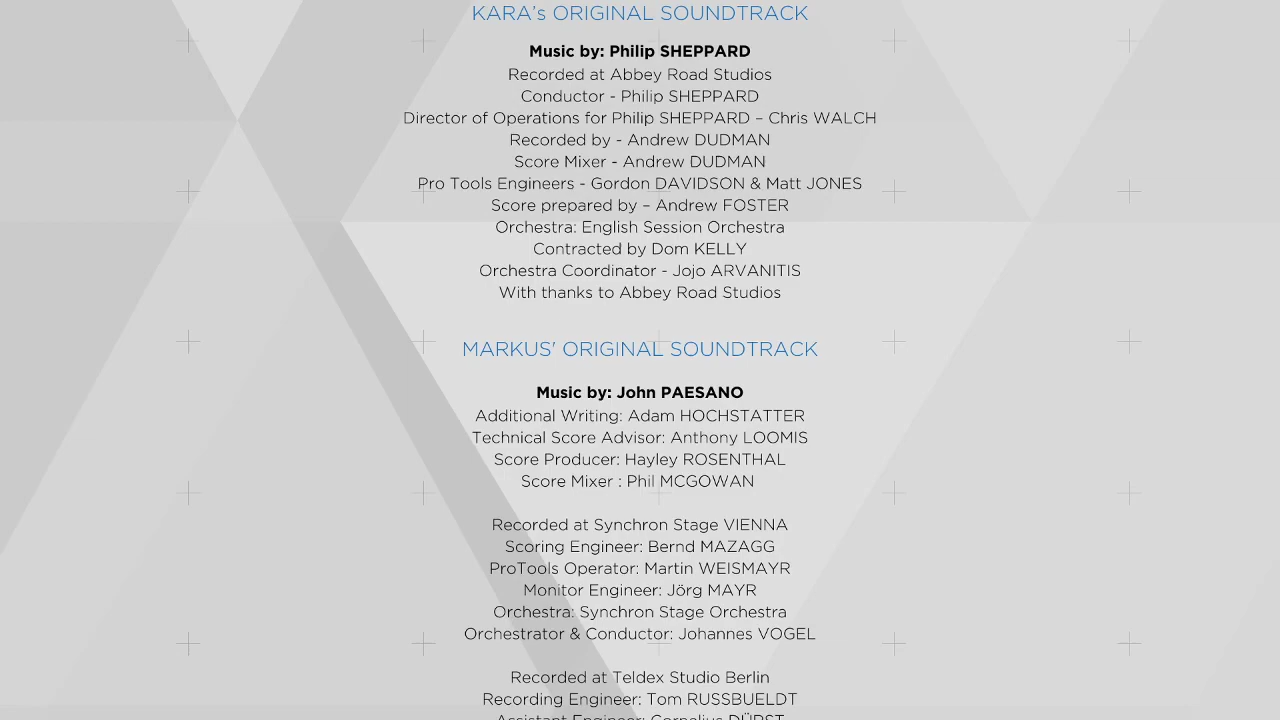 KARA's ORIGINAL SOUNDTRACK
Music by: Philip SHEPPARD
Recorded at Abbey Road Studios
Conductor - Philip SHEPPARD
Director of Operations for Philip SHEPPARD – Chris WALCH
Recorded by - Andrew DUDMAN
Score Mixer - Andrew DUDMAN
Pro Tools Engineers - Gordon DAVIDSON & Matt JONES
Score prepared by – Andrew FOSTER
Orchestra: English Session Orchestra
Contracted by Dom KELLY
Orchestra Coordinator - Jojo ARVANITIS
With thanks to Abbey Road Studios
MARKUS' ORIGINAL SOUNDTRACK
Music by: John PAESANO
Additional Writing: Adam HOCHSTATTER
Technical Score Advisor: Anthony LOOMIS
Score Producer: Hayley ROSENTHAL
Score Mixer : Phil MCGOWAN
Recorded at Synchron Stage VIENNA
Scoring Engineer: Bernd MAZAGG
ProTools Operator: Martin WEISMAYR
Monitor Engineer: Jörg MAYR
Orchestra: Synchron Stage Orchestra
Orchestrator & Conductor: Johannes VOGEL
Recorded at Teldex Studio Berlin
Recording Engineer: Tom RUSSBUELDT
Assistant Engineer: Cornelius DÜRST